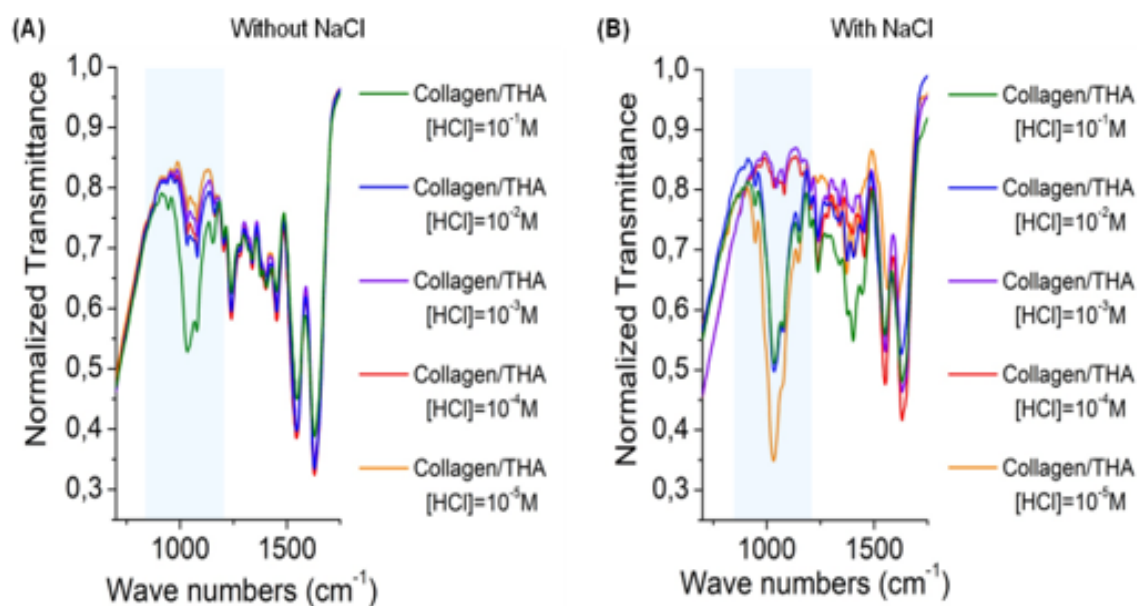 (A) Without NaCl
Normalized Transmittance
1,0
0,9
0,8
0,7
0,6
0,5
0,4
0,3
1000 1500
Wave numbers (cm⁻¹)
Collagen/THA
[HCl]=10⁻¹M
Collagen/THA
[HCl]=10⁻²M
Collagen/THA
[HCl]=10⁻³M
Collagen/THA
[HCl]=10⁻⁴M
Collagen/THA
[HCl]=10⁻⁵M
(B) With NaCl
Normalized Transmittance
1,0
0,9
0,8
0,7
0,6
0,5
0,4
0,3
1000 1500
Wave numbers (cm⁻¹)
Collagen/THA
[HCl]=10⁻¹M
Collagen/THA
[HCl]=10⁻²M
Collagen/THA
[HCl]=10⁻³M
Collagen/THA
[HCl]=10⁻⁴M
Collagen/THA
[HCl]=10⁻⁵M